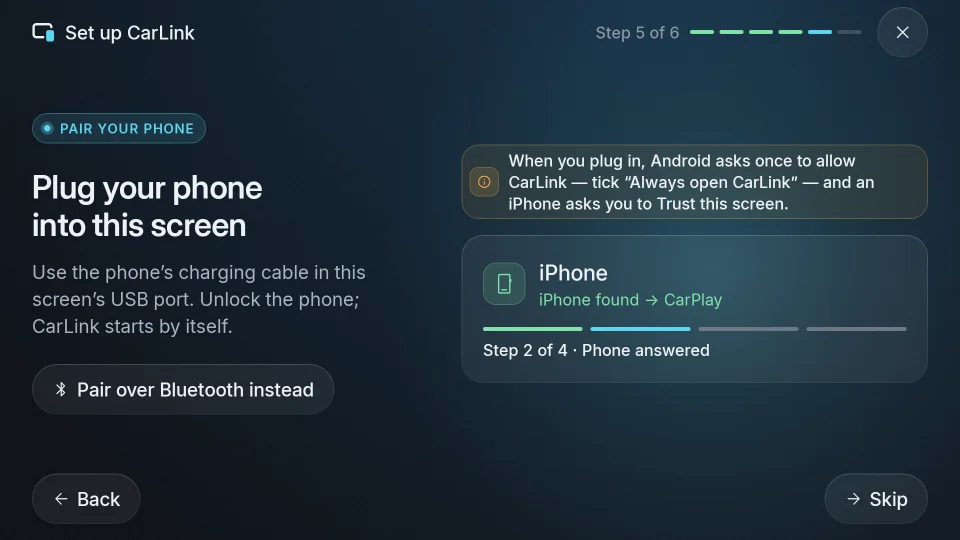 Set up CarLink
Step 5 of 6
PAIR YOUR PHONE
Plug your phone
into this screen
Use the phone’s charging cable in this
screen’s USB port. Unlock the phone;
CarLink starts by itself.
Pair over Bluetooth instead
When you plug in, Android asks once to allow
CarLink — tick “Always open CarLink” — and an
iPhone asks you to Trust this screen.
iPhone
iPhone found → CarPlay
Step 2 of 4 · Phone answered
← Back
→ Skip